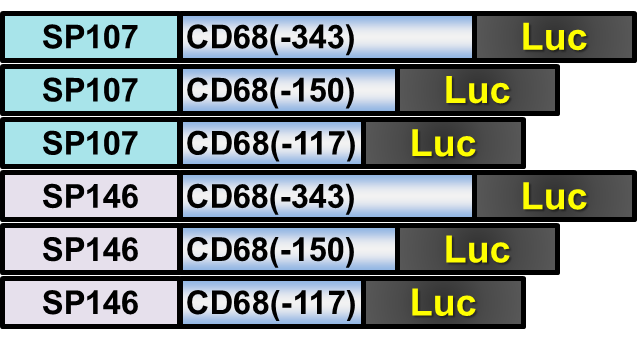 SP107 CD68(-343) Luc
SP107 CD68(-150) Luc
SP107 CD68(-117) Luc
SP146 CD68(-343) Luc
SP146 CD68(-150) Luc
SP146 CD68(-117) Luc